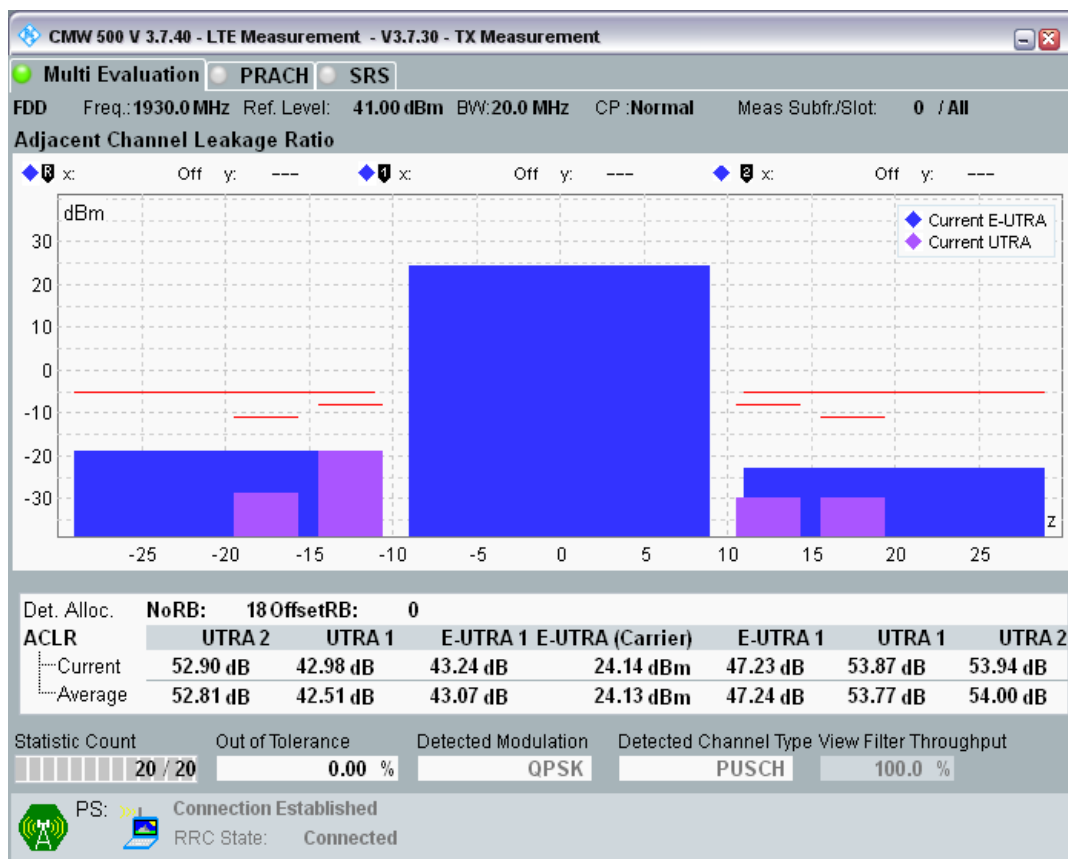 CMW 500 V 3.7.40 - LTE Measurement - V3.7.30 - TX Measurement
Multi Evaluation PRACH SRS
FDD Freq.:1930.0 MHz Ref. Level: 41.00 dBm BW:20.0 MHz CP :Normal Meas Subfr./Slot: 0 / All
Adjacent Channel Leakage Ratio
R x: Off y: --- 1 x: Off y: --- 2 x: Off y: ---
dBm
Current E-UTRA
Current UTRA
30
20
10
0
-10
-20
-30
z
-25 -20 -15 -10 -5 0 5 10 15 20 25
Det. Alloc. NoRB: 18 OffsetRB: 0
ACLR UTRA 2 UTRA 1 E-UTRA 1 E-UTRA (Carrier) E-UTRA 1 UTRA 1 UTRA 2
Current 52.90 dB 42.98 dB 43.24 dB 24.14 dBm 47.23 dB 53.87 dB 53.94 dB
Average 52.81 dB 42.51 dB 43.07 dB 24.13 dBm 47.24 dB 53.77 dB 54.00 dB
Statistic Count Out of Tolerance Detected Modulation Detected Channel Type View Filter Throughput
20 / 20 0.00 % QPSK PUSCH 100.0 %
PS: Connection Established
RRC State: Connected